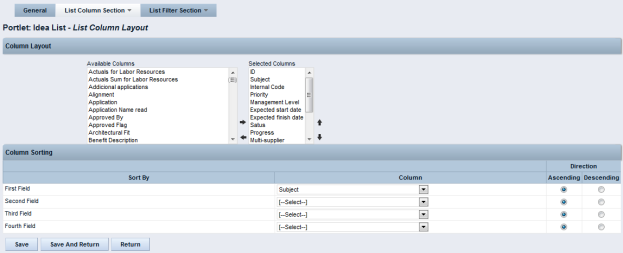 General List Column Section List Filter Section
Portlet: Idea List - List Column Layout
Column Layout
Available Columns
Actuals for Labor Resources
Actuals Sum for Labor Resources
Addicional applications
Alignment
Application
Application Name read
Approved By
Approved Flag
Architectural Fit
Benefit Description
Selected Columns
ID
Subject
Internal Code
Priority
Management Level
Expected start date
Expected finish date
Satus
Progress
Multi-supplier
Column Sorting
Direction
Sort By Column Ascending Descending
First Field Subject
Second Field [--Select--]
Third Field [--Select--]
Fourth Field [--Select--]
Save Save And Return Return